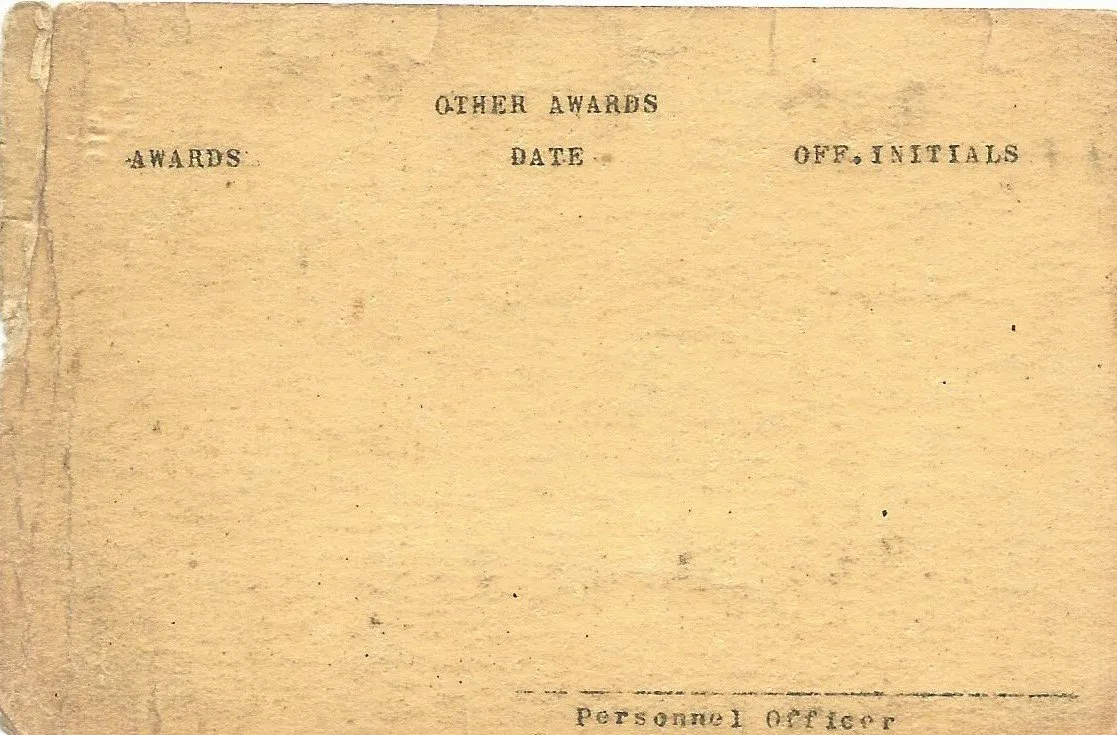 OTHER AWARDS
AWARDS DATE OFF.INITIALS
Personnel Officer